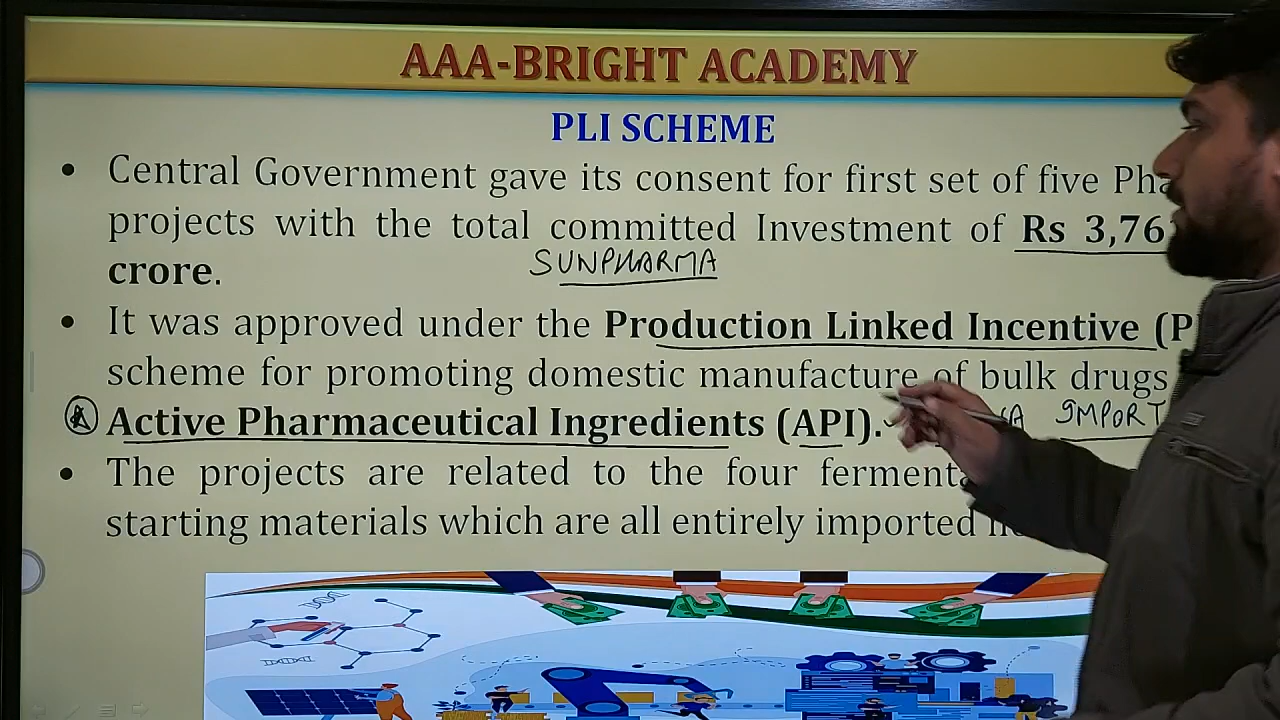 AAA-BRIGHT ACADEMY
PLI SCHEME
• Central Government gave its consent for first set of five
projects with the total committed Investment of Rs 3,76
crore.
SUNPHARMA
• It was approved under the Production Linked Incentive (P
scheme for promoting domestic manufacture of bulk drugs
Active Pharmaceutical Ingredients (API). IMPORT
• The projects are related to the four
starting materials which are all entirely imported